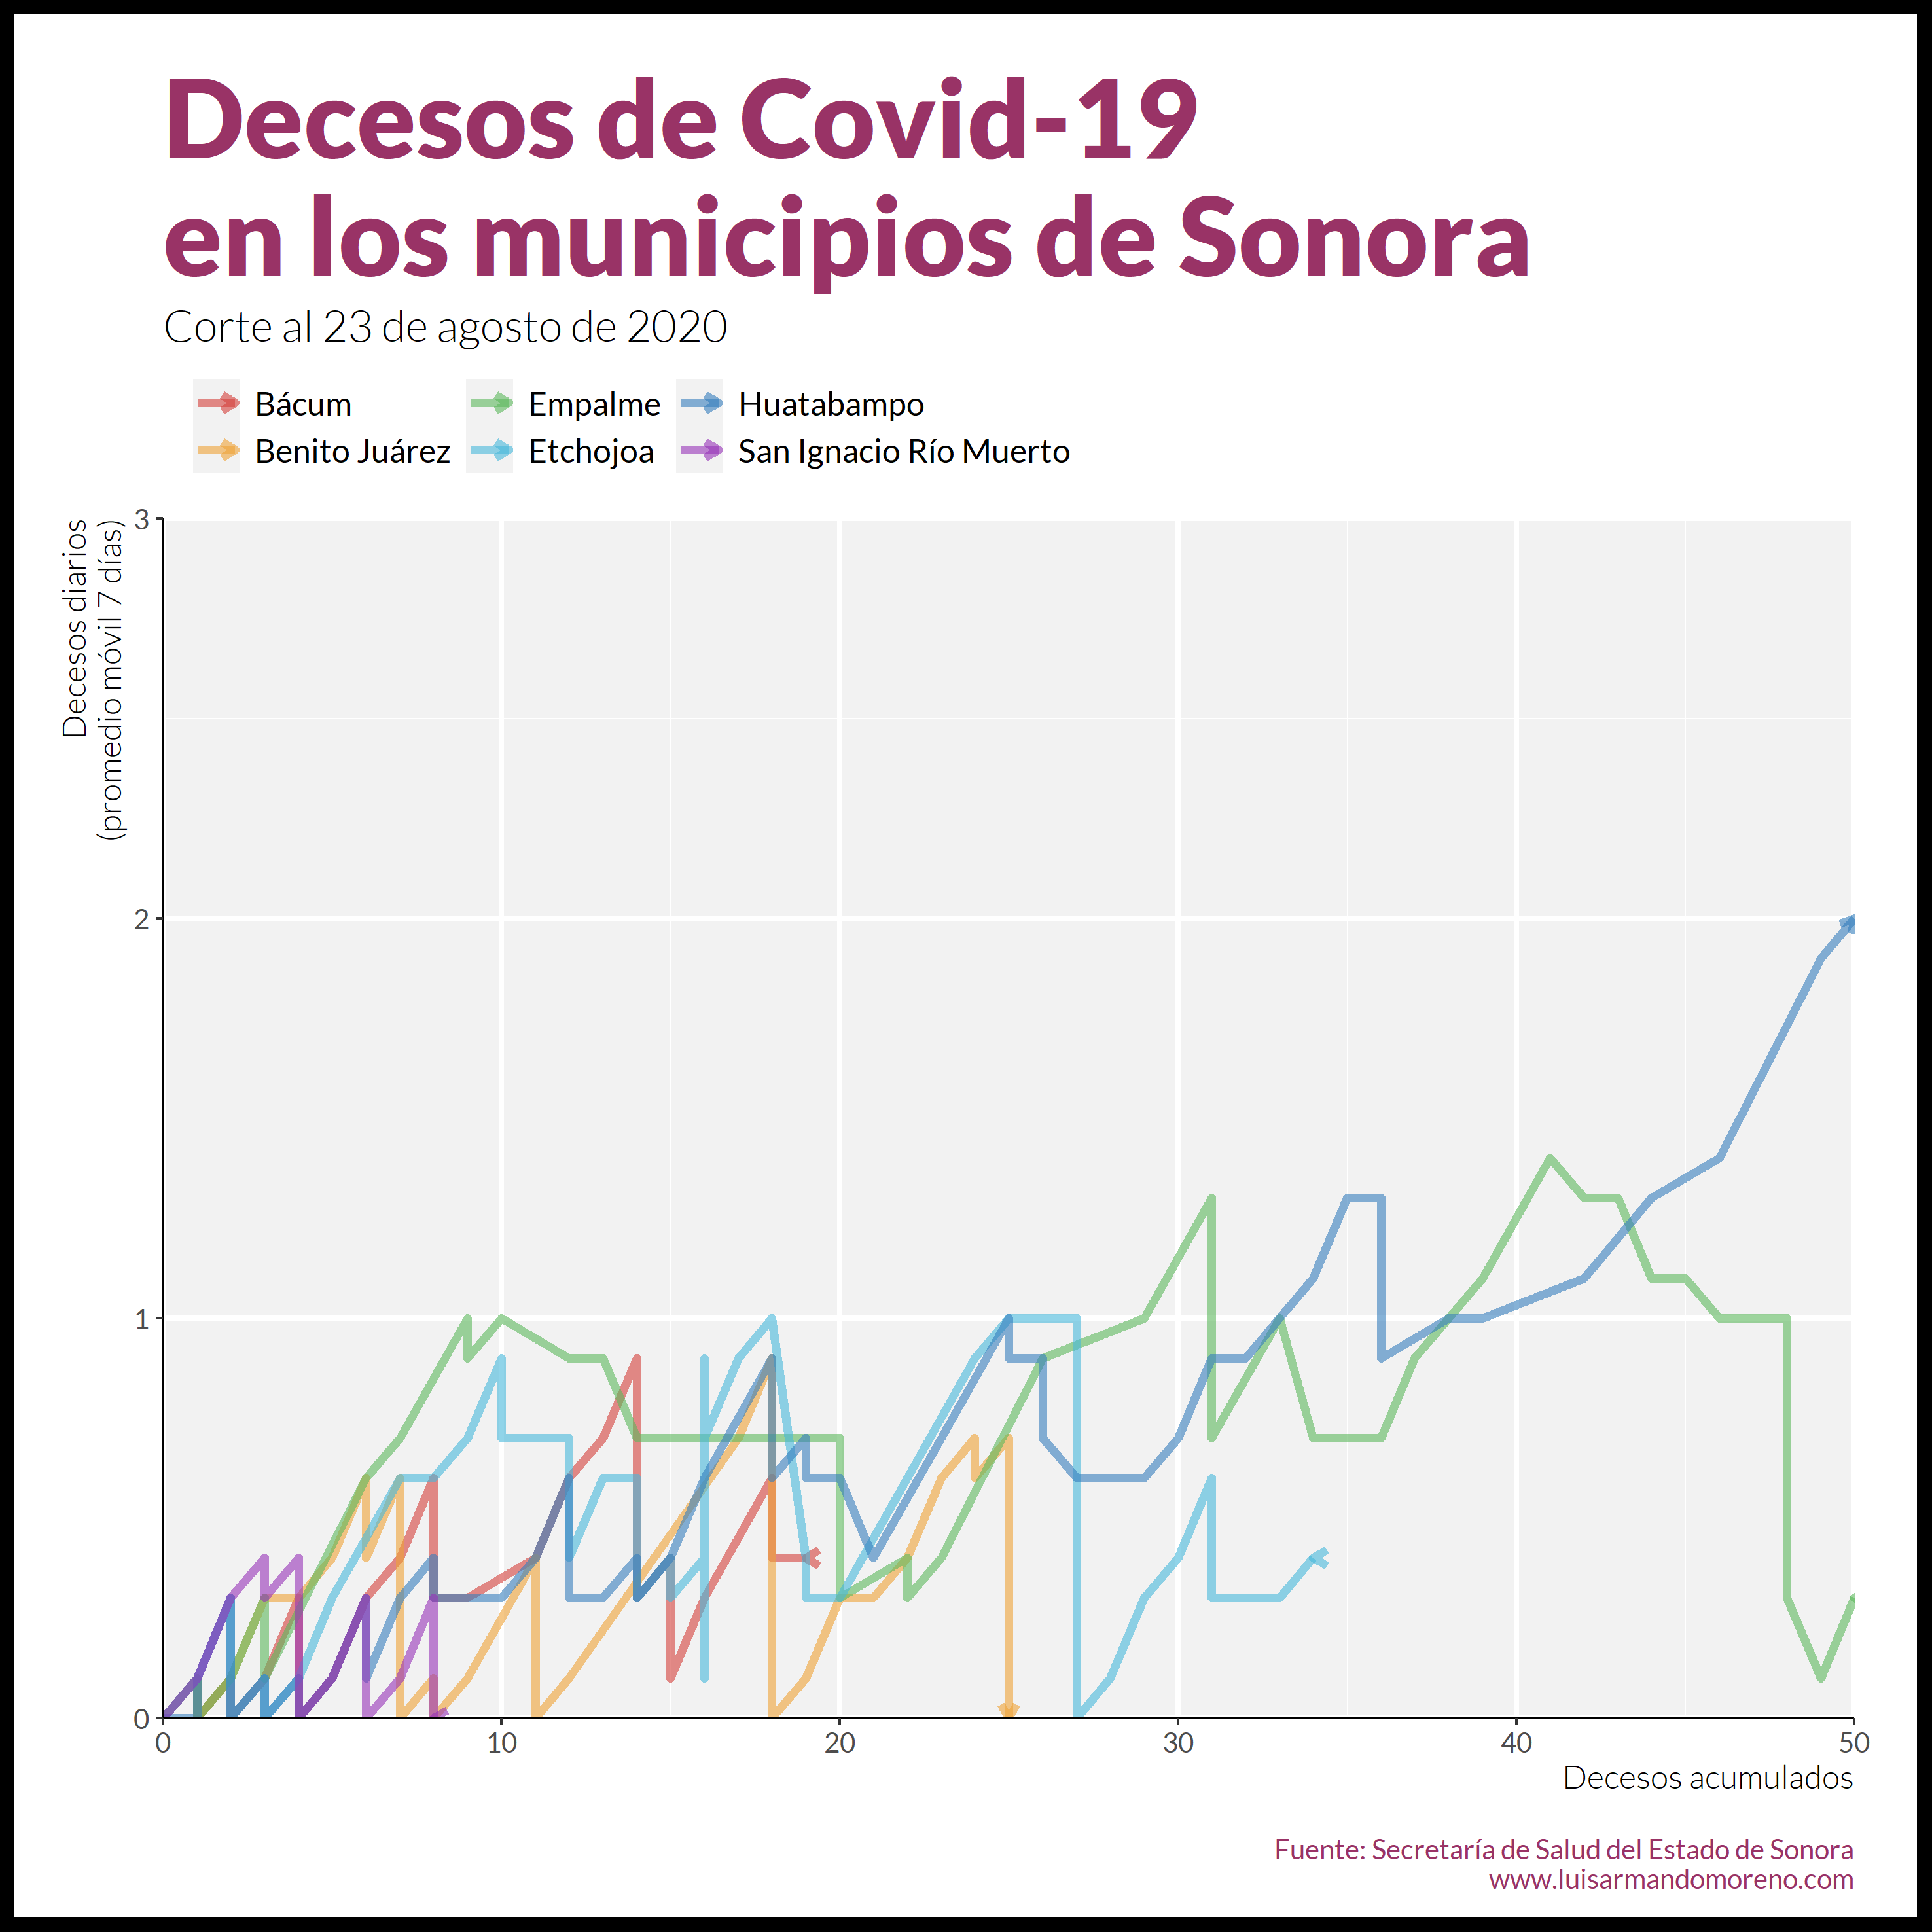 Decesos de Covid-19
en los municipios de Sonora
Corte al 23 de agosto de 2020
Bácum
Empalme
Huatabampo
Benito Juárez
Etchojoa
San Ignacio Río Muerto
Decesos diarios
(promedio móvil 7 días)
3
2
1
0
0
10
20
30
40
50
Decesos acumulados
Fuente: Secretaría de Salud del Estado de Sonora
www.luisarmandomoreno.com